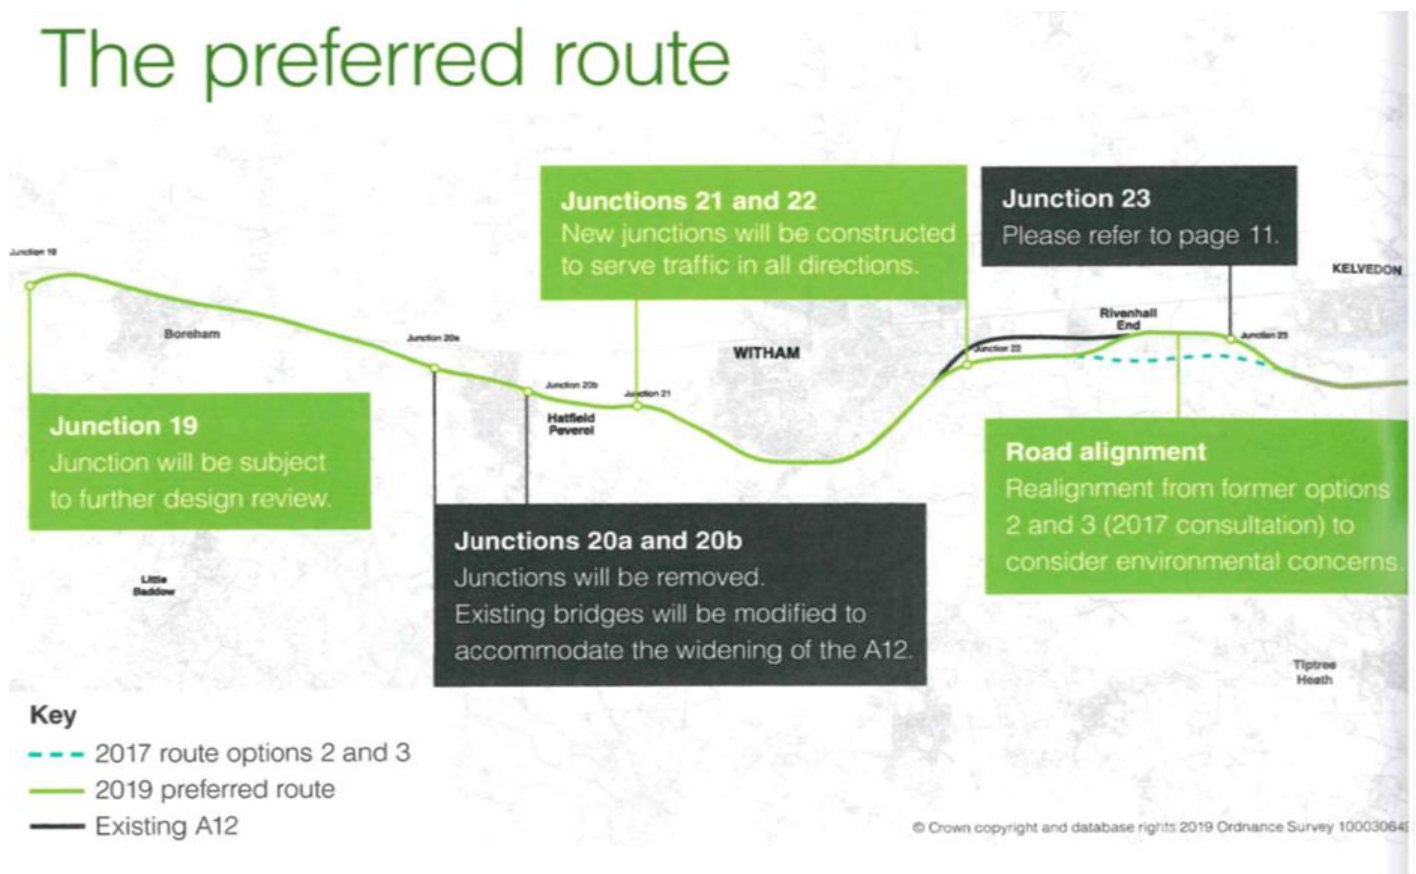 The preferred route
Junctions 21 and 22
New junctions will be constructed
to serve traffic in all directions.
Junction 23
Please refer to page 11.
Junction 19
KELVEDON
Rivenhall
End
Boreham
Junction 20a
WITHAM
Junction 22
Junction 23
Junction 20b
Junction 21
Hatfield
Peverel
Junction 19
Junction will be subject
to further design review.
Road alignment
Realignment from former options
2 and 3 (2017 consultation) to
consider environmental concerns.
Junctions 20a and 20b
Junctions will be removed.
Existing bridges will be modified to
accommodate the widening of the A12.
Little
Baddow
Tiptree
Heath
Key
2017 route options 2 and 3
2019 preferred route
Existing A12
© Crown copyright and database rights 2019 Ordnance Survey